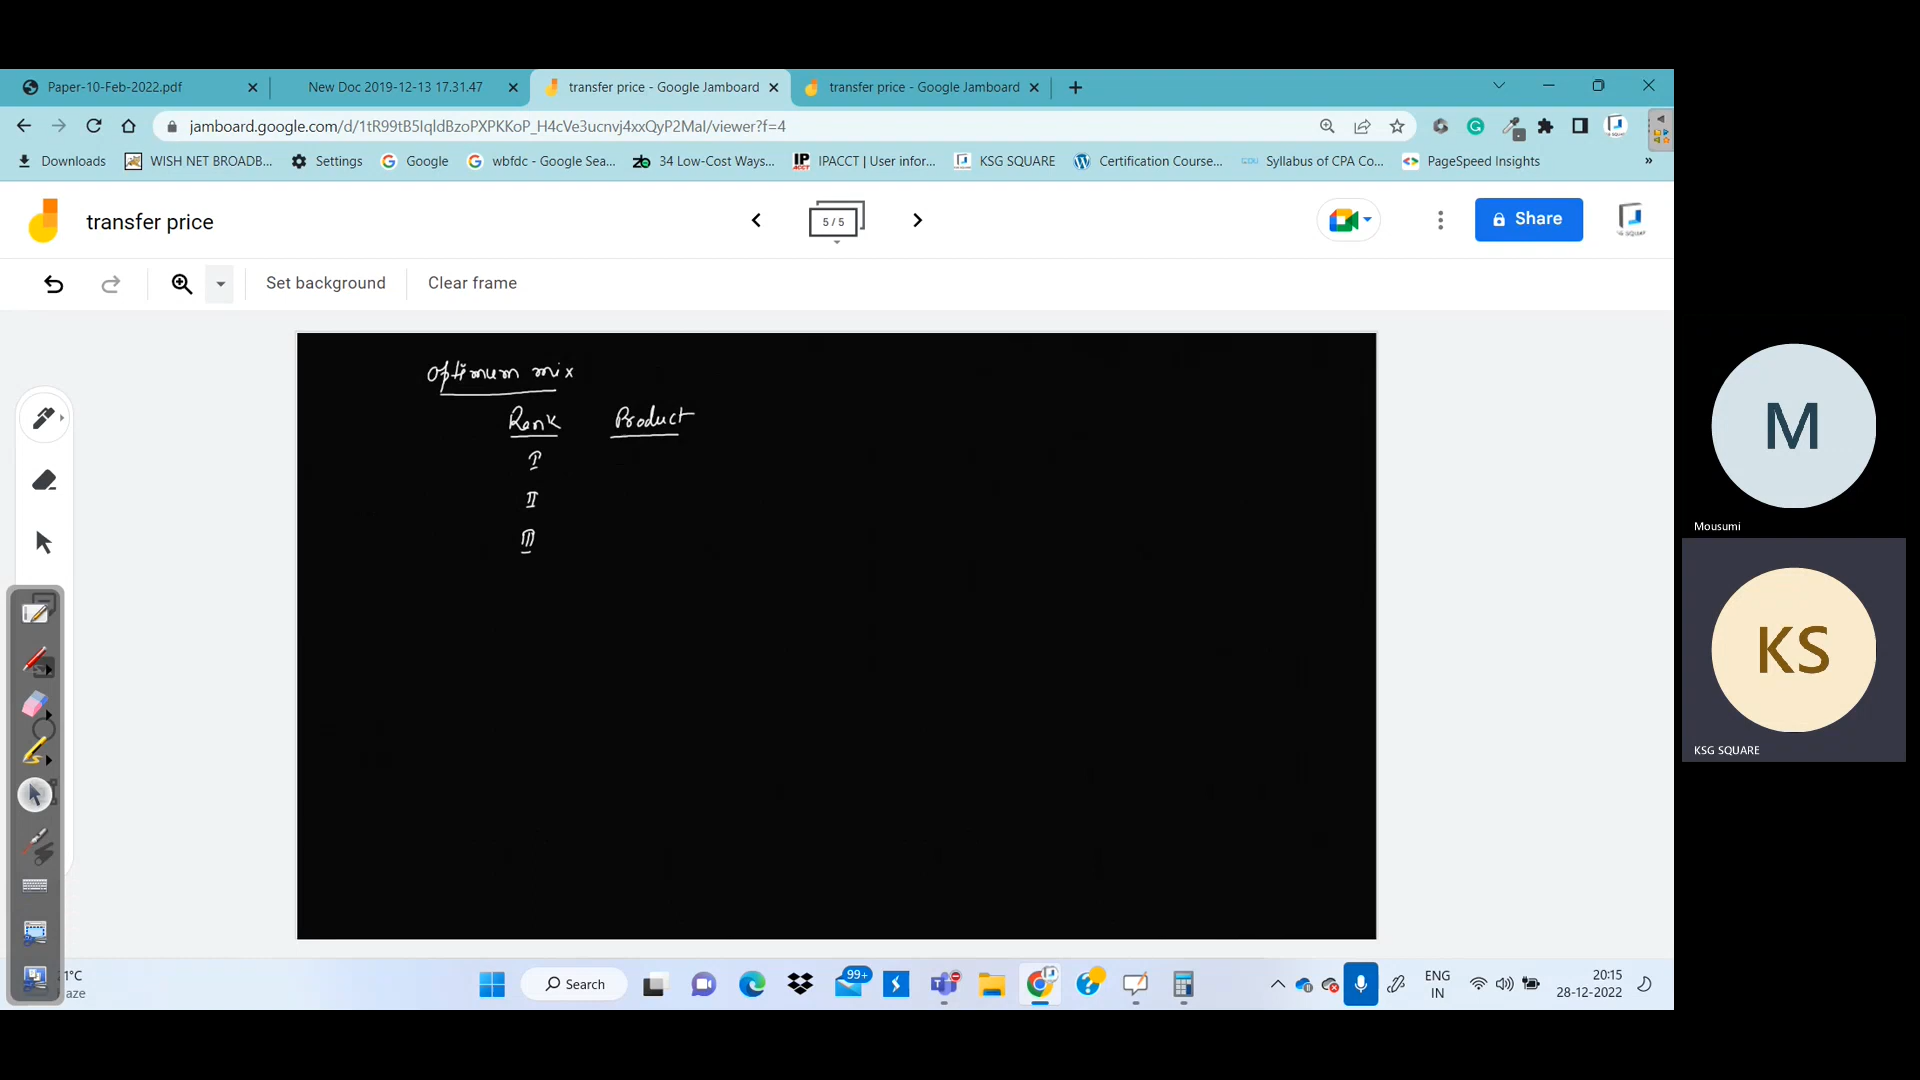 Paper-10-Feb-2022.pdf
New Doc 2019-12-13 17.31.47
transfer price - Google Jamboard
transfer price - Google Jamboard
jamboard.google.com/d/1tR99tB5IqldBzoPXPKKoP_H4cVe3ucnvj4xxQyP2MaI/viewer?f=4
Downloads WISH NET BROADB... Settings Google wbfdc - Google Sea... 34 Low-Cost Ways... IPACCT | User infor... KSG SQUARE Certification Course... Syllabus of CPA Co... PageSpeed Insights »
transfer price
5 / 5
Share
Set background Clear frame
Optimum mix
Rank Product
I
II
III
M
Mousumi
KS
KSG SQUARE
1°C
aze
Search
99+
ENG
IN
20:15
28-12-2022